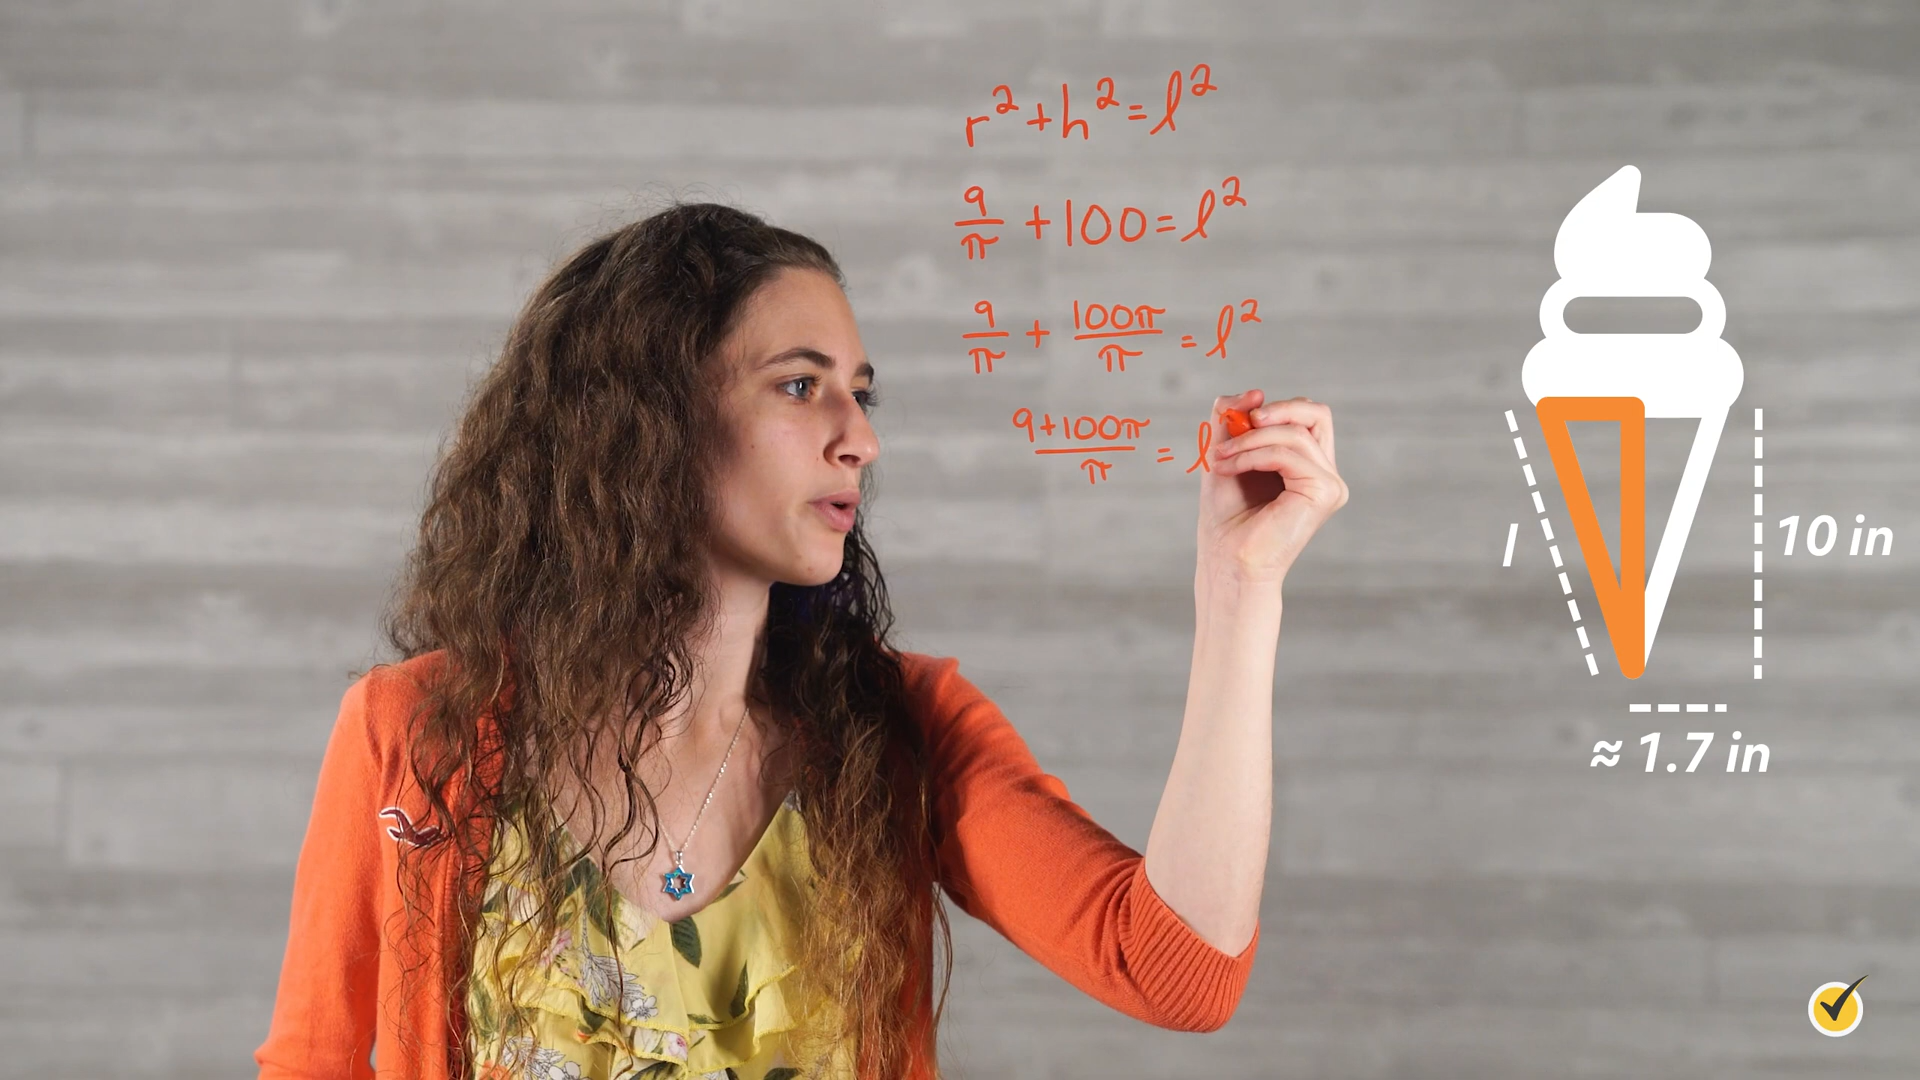 r² + h² = l²
9/π + 100 = l²
9/π + 100π/π = l²
9+100π/π = l
l
10 in
≈ 1.7 in